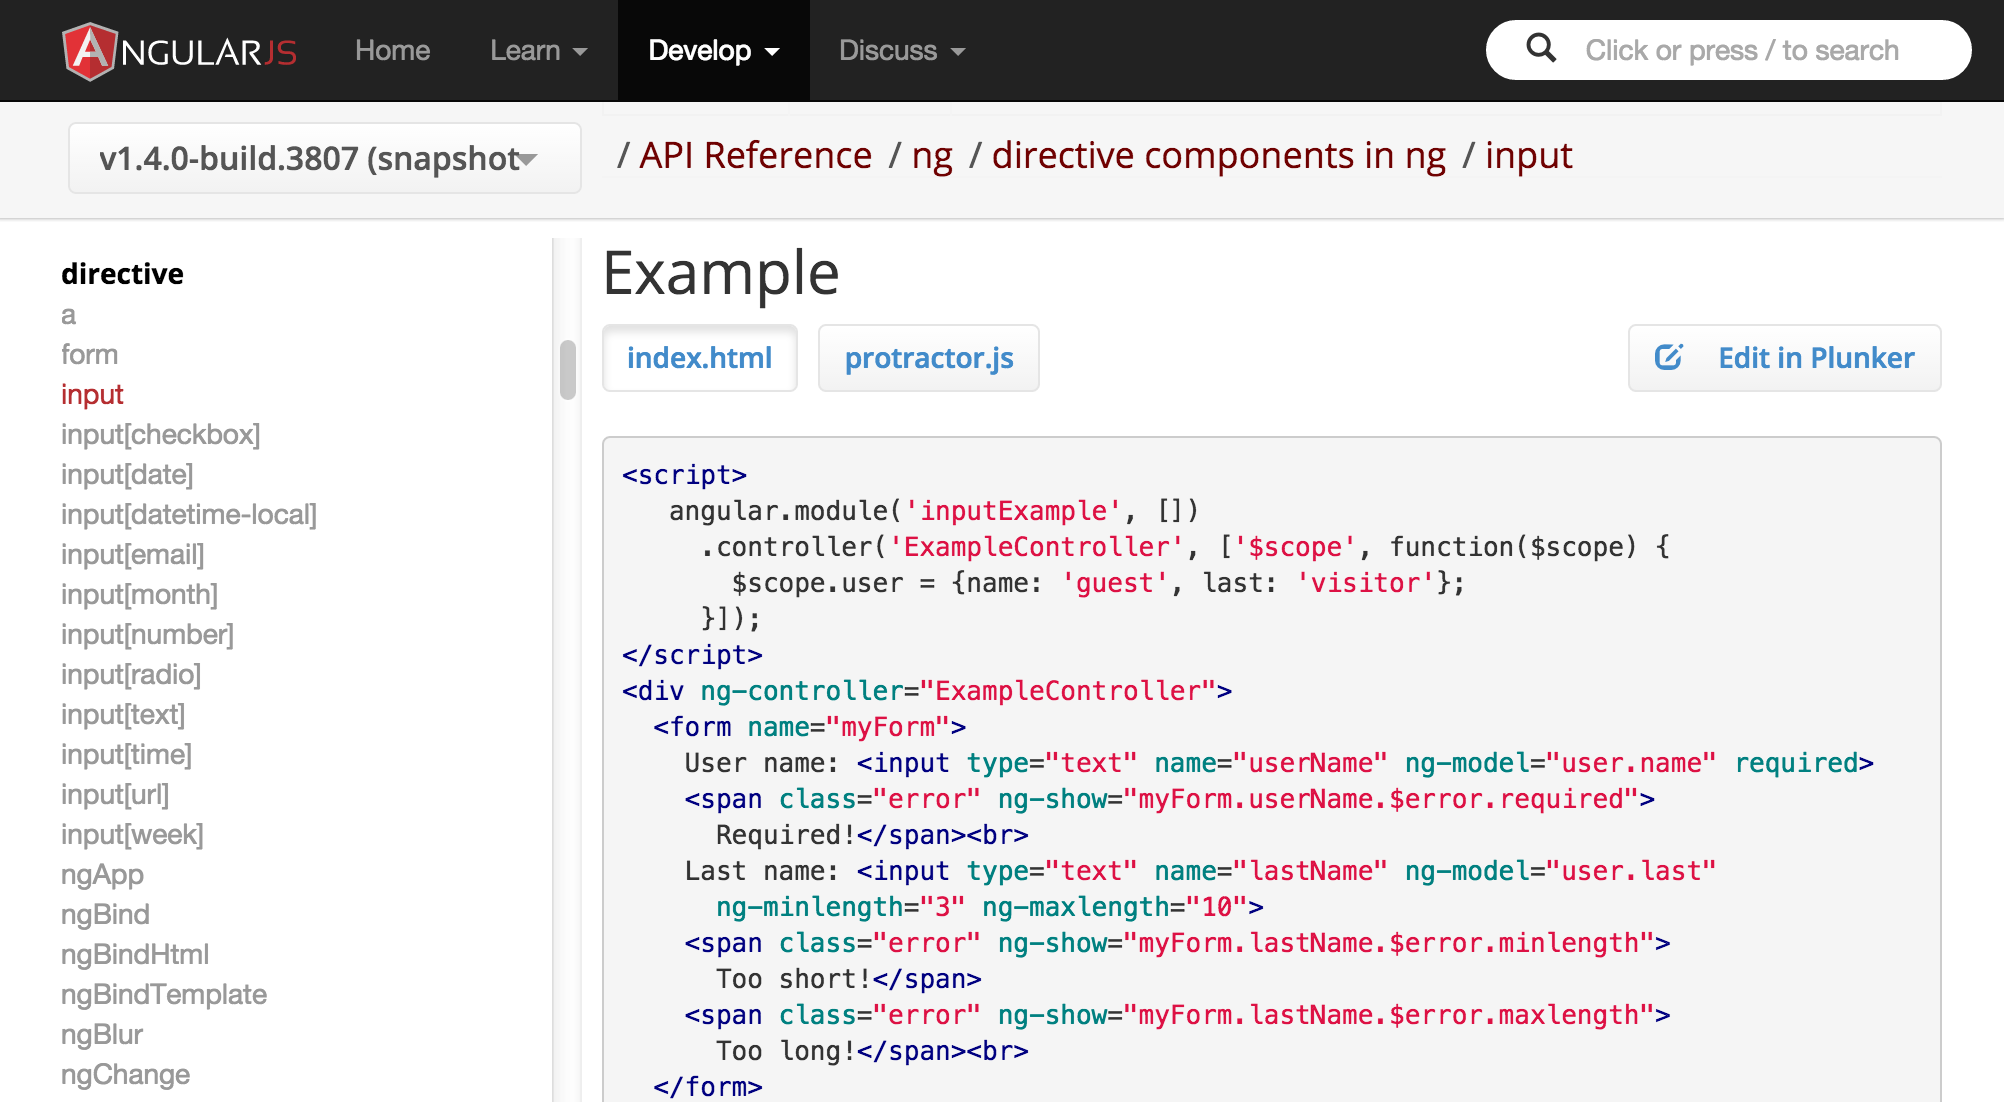 ANGULARJS Home Learn Develop Discuss Click or press / to search
v1.4.0-build.3807 (snapshot / API Reference / ng / directive components in ng / input
directive
a
form
input
input[checkbox]
input[date]
input[datetime-local]
input[email]
input[month]
input[number]
input[radio]
input[text]
input[time]
input[url]
input[week]
ngApp
ngBind
ngBindHtml
ngBindTemplate
ngBlur
ngChange
Example
index.html protractor.js Edit in Plunker
<script>
  angular.module('inputExample', [])
    .controller('ExampleController', ['$scope', function($scope) {
      $scope.user = {name: 'guest', last: 'visitor'};
    }]);
</script>
<div ng-controller="ExampleController">
  <form name="myForm">
    User name: <input type="text" name="userName" ng-model="user.name" required>
    <span class="error" ng-show="myForm.userName.$error.required">
      Required!</span><br>
    Last name: <input type="text" name="lastName" ng-model="user.last"
      ng-minlength="3" ng-maxlength="10">
    <span class="error" ng-show="myForm.lastName.$error.minlength">
      Too short!</span>
    <span class="error" ng-show="myForm.lastName.$error.maxlength">
      Too long!</span><br>
  </form>